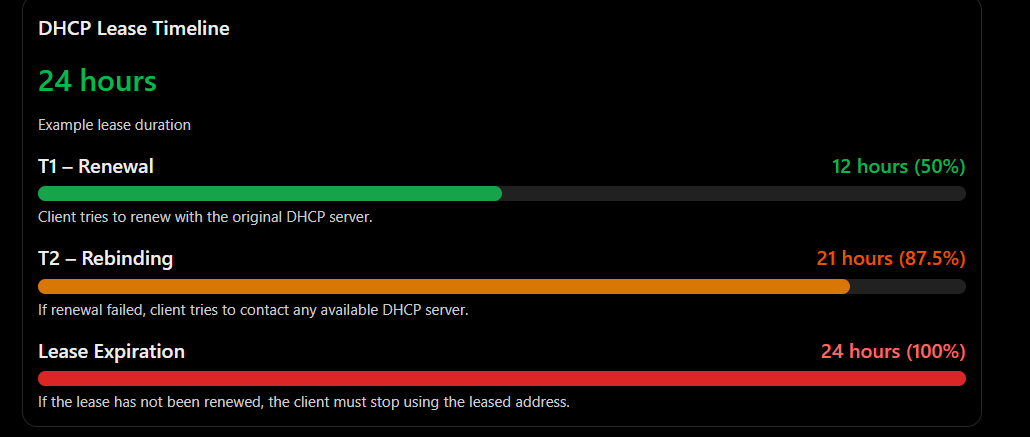 DHCP Lease Timeline
24 hours
Example lease duration
T1 – Renewal 12 hours (50%)
Client tries to renew with the original DHCP server.
T2 – Rebinding 21 hours (87.5%)
If renewal failed, client tries to contact any available DHCP server.
Lease Expiration 24 hours (100%)
If the lease has not been renewed, the client must stop using the leased address.